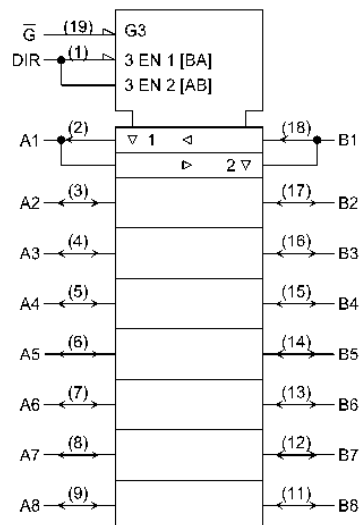 G (19) G3
DIR (1) 3 EN 1 [BA]
3 EN 2 [AB]
A1 (2) 1 (18) B1
2
A2 (3) (17) B2
A3 (4) (16) B3
A4 (5) (15) B4
A5 (6) (14) B5
A6 (7) (13) B6
A7 (8) (12) B7
A8 (9) (11) B8